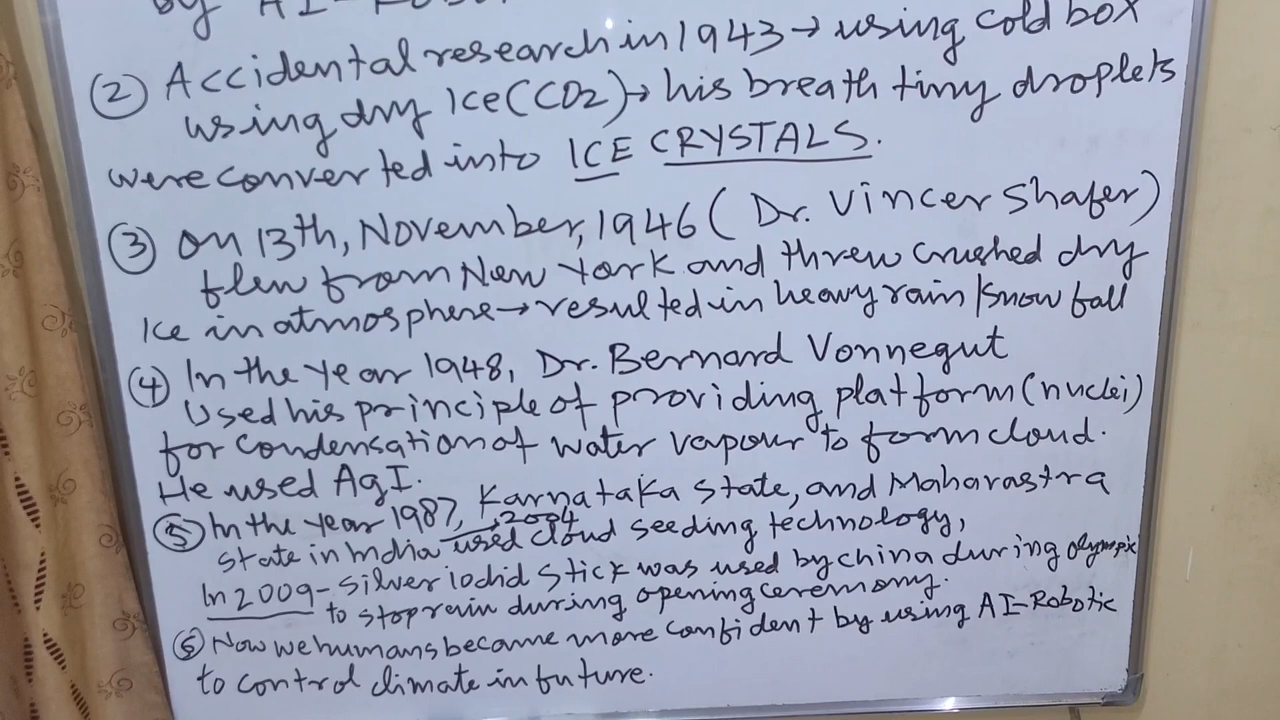 by AI-Robo
(2) Accidental research in 1943 → using cold box
using dry Ice (CO2) → his breath tiny droplets
were converted into ICE CRYSTALS.
(3) On 13th, November, 1946 (Dr. Vincer Shafer)
flew from New York and threw crushed dry
Ice in atmosphere → resulted in heavy rain/snow fall
(4) In the year 1948, Dr. Bernard Vonnegut
Used his principle of providing platform (nuclei)
for condensation of water vapour to form cloud.
He used AgI.
(5) In the year 1987, Karnataka state, and Maharastra
→ 2004
state in India used cloud seeding technology,
In 2009 - silver iodid stick was used by china during olympic
to stop rain during opening ceremony.
(6) Now we humans became more confident by using AI-Robotic
to control climate in future.